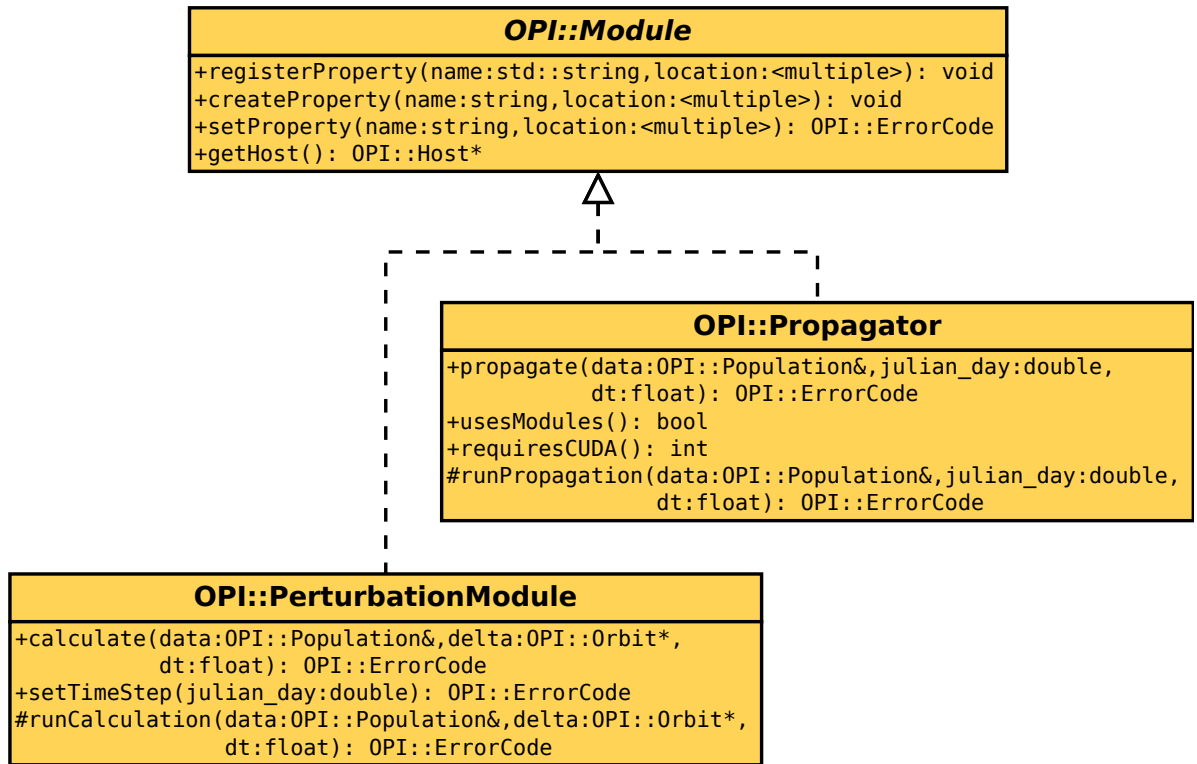 OPI::Module
+registerProperty(name:std::string,location:<multiple>): void
+createProperty(name:string,location:<multiple>): void
+setProperty(name:string,location:<multiple>): OPI::ErrorCode
+getHost(): OPI::Host*
OPI::Propagator
+propagate(data:OPI::Population&,julian_day:double,
dt:float): OPI::ErrorCode
+usesModules(): bool
+requiresCUDA(): int
#runPropagation(data:OPI::Population&,julian_day:double,
dt:float): OPI::ErrorCode
OPI::PerturbationModule
+calculate(data:OPI::Population&,delta:OPI::Orbit*,
dt:float): OPI::ErrorCode
+setTimeStep(julian_day:double): OPI::ErrorCode
#runCalculation(data:OPI::Population&,delta:OPI::Orbit*,
dt:float): OPI::ErrorCode